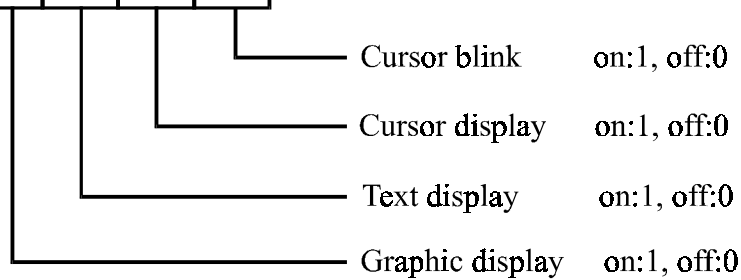 Cursor blink on:1, off:0
Cursor display on:1, off:0
Text display on:1, off:0
Graphic display on:1, off:0